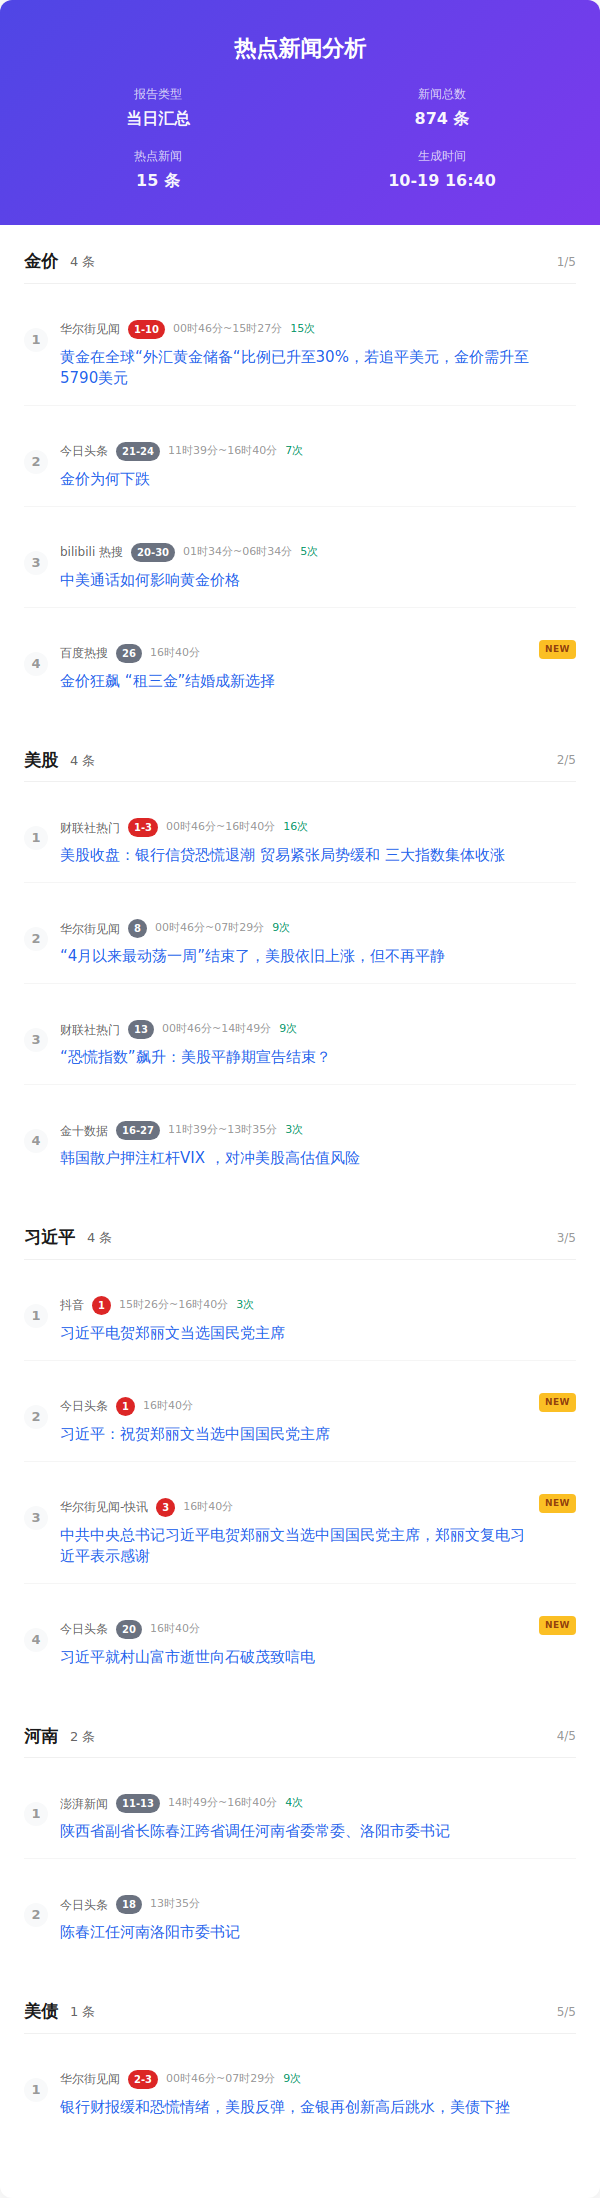 热点新闻分析
报告类型
当日汇总
新闻总数
874 条
热点新闻
15 条
生成时间
10-19 16:40
金价 4 条 1/5
1
华尔街见闻 1-10 00时46分~15时27分 15次
黄金在全球“外汇黄金储备“比例已升至30%，若追平美元，金价需升至
5790美元
2
今日头条 21-24 11时39分~16时40分 7次
金价为何下跌
3
bilibili 热搜 20-30 01时34分~06时34分 5次
中美通话如何影响黄金价格
4
百度热搜 26 16时40分 NEW
金价狂飙 “租三金”结婚成新选择
美股 4 条 2/5
1
财联社热门 1-3 00时46分~16时40分 16次
美股收盘：银行信贷恐慌退潮 贸易紧张局势缓和 三大指数集体收涨
2
华尔街见闻 8 00时46分~07时29分 9次
“4月以来最动荡一周”结束了，美股依旧上涨，但不再平静
3
财联社热门 13 00时46分~14时49分 9次
“恐慌指数”飙升：美股平静期宣告结束？
4
金十数据 16-27 11时39分~13时35分 3次
韩国散户押注杠杆VIX ，对冲美股高估值风险
习近平 4 条 3/5
1
抖音 1 15时26分~16时40分 3次
习近平电贺郑丽文当选国民党主席
2
今日头条 1 16时40分 NEW
习近平：祝贺郑丽文当选中国国民党主席
3
华尔街见闻-快讯 3 16时40分 NEW
中共中央总书记习近平电贺郑丽文当选中国国民党主席，郑丽文复电习
近平表示感谢
4
今日头条 20 16时40分 NEW
习近平就村山富市逝世向石破茂致唁电
河南 2 条 4/5
1
澎湃新闻 11-13 14时49分~16时40分 4次
陕西省副省长陈春江跨省调任河南省委常委、洛阳市委书记
2
今日头条 18 13时35分
陈春江任河南洛阳市委书记
美债 1 条 5/5
1
华尔街见闻 2-3 00时46分~07时29分 9次
银行财报缓和恐慌情绪，美股反弹，金银再创新高后跳水，美债下挫